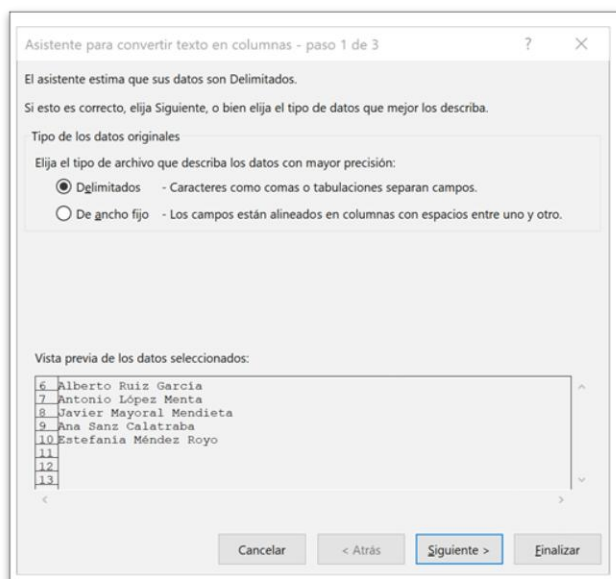 Asistente para convertir texto en columnas - paso 1 de 3 ?
El asistente estima que sus datos son Delimitados.
Si esto es correcto, elija Siguiente, o bien elija el tipo de datos que mejor los describa.
Tipo de los datos originales
Elija el tipo de archivo que describa los datos con mayor precisión:
Delimitados - Caracteres como comas o tabulaciones separan campos.
De ancho fijo - Los campos están alineados en columnas con espacios entre uno y otro.
Vista previa de los datos seleccionados:
6 Alberto Ruiz García
7 Antonio López Menta
8 Javier Mayoral Mendieta
9 Ana Sanz Calatraba
10 Estefanía Méndez Royo
11
12
13
Cancelar < Atrás Siguiente > Finalizar